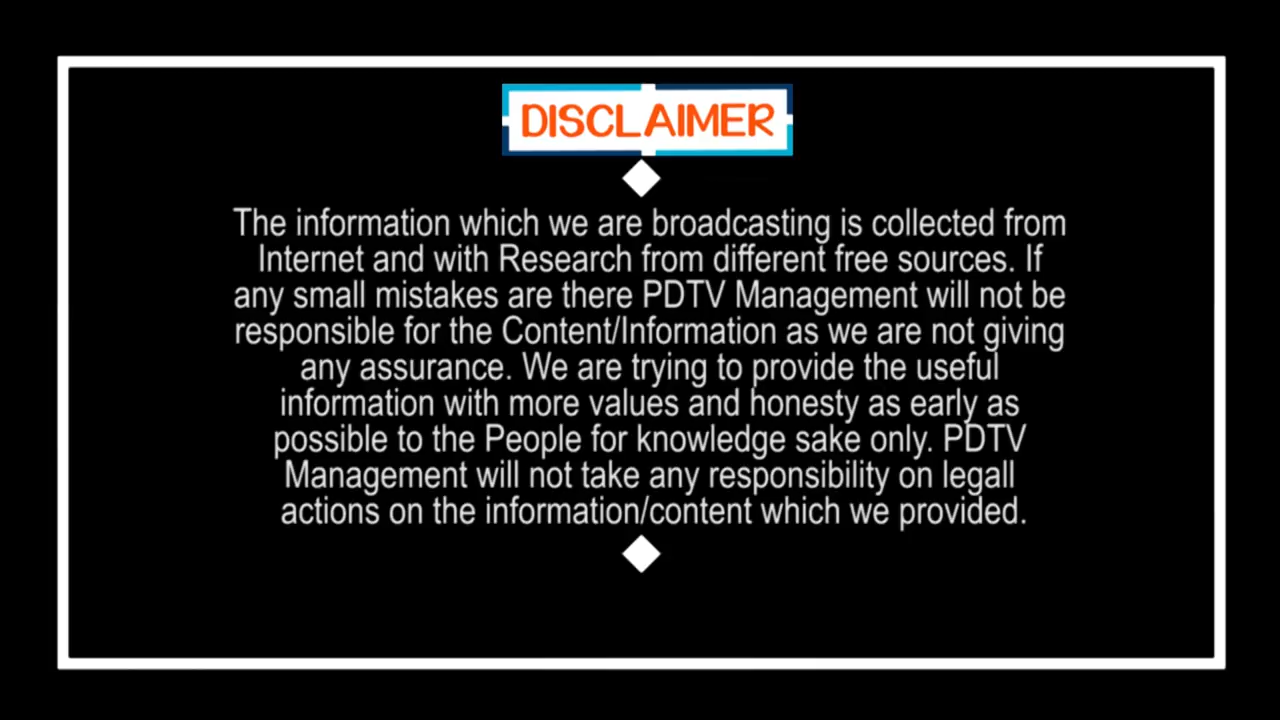 DISCLAIMER
The information which we are broadcasting is collected from
Internet and with Research from different free sources. If
any small mistakes are there PDTV Management will not be
responsible for the Content/Information as we are not giving
any assurance. We are trying to provide the useful
information with more values and honesty as early as
possible to the People for knowledge sake only. PDTV
Management will not take any responsibility on legall
actions on the information/content which we provided.